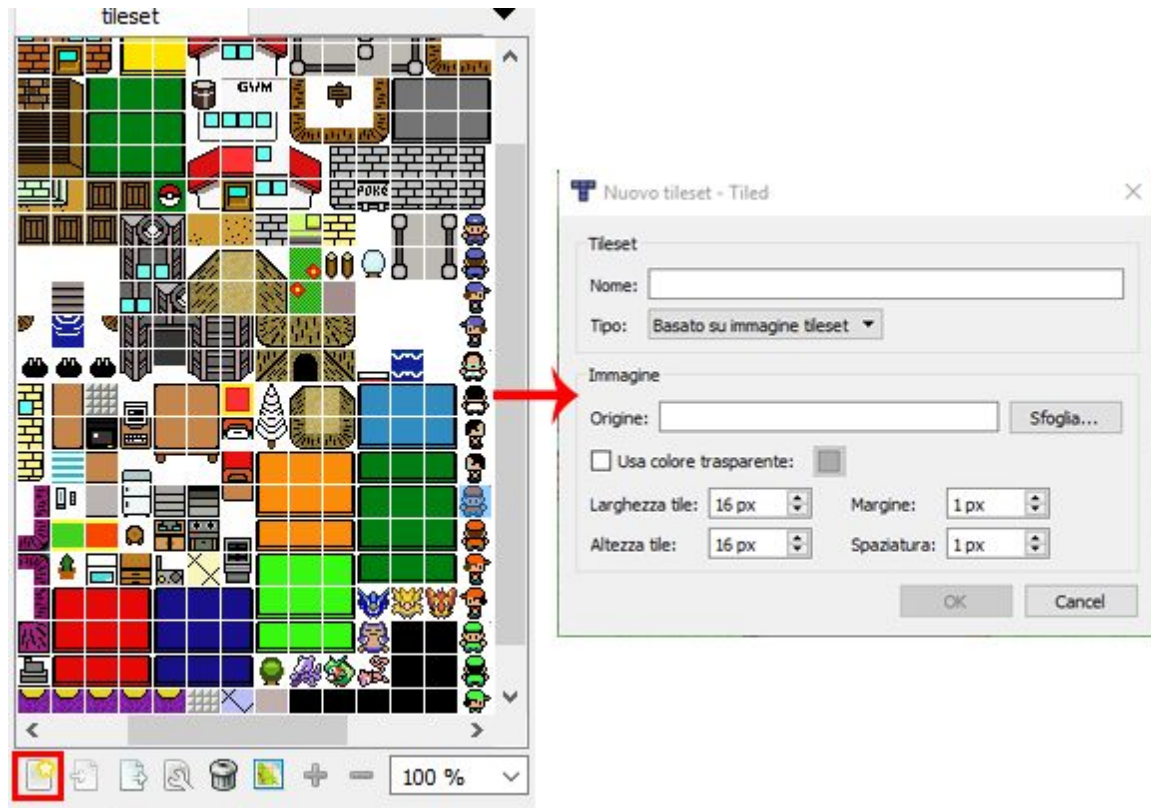 tileset
GYM
POKé
100 %
Nuovo tileset - Tiled
Tileset
Nome:
Tipo: Basato su immagine tileset
Immagine
Origine: Sfoglia...
Usa colore trasparente:
Larghezza tile: 16 px Margine: 1 px
Altezza tile: 16 px Spaziatura: 1 px
OK Cancel